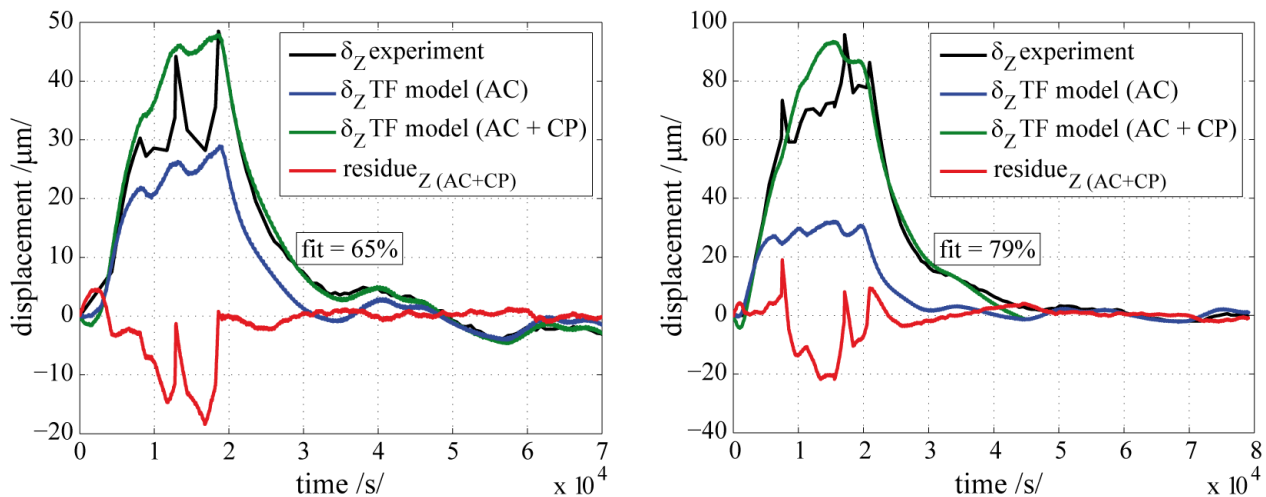 50
40
30
20
10
0
−10
−20
displacement /μm/
δZ experiment
δZ TF model (AC)
δZ TF model (AC + CP)
residueZ (AC+CP)
fit = 65%
0 1 2 3 4 5 6 7
time /s/
x 10^4
100
80
60
40
20
0
−20
−40
displacement /μm/
δZ experiment
δZ TF model (AC)
δZ TF model (AC + CP)
residueZ (AC+CP)
fit = 79%
0 1 2 3 4 5 6 7 8
time /s/
x 10^4